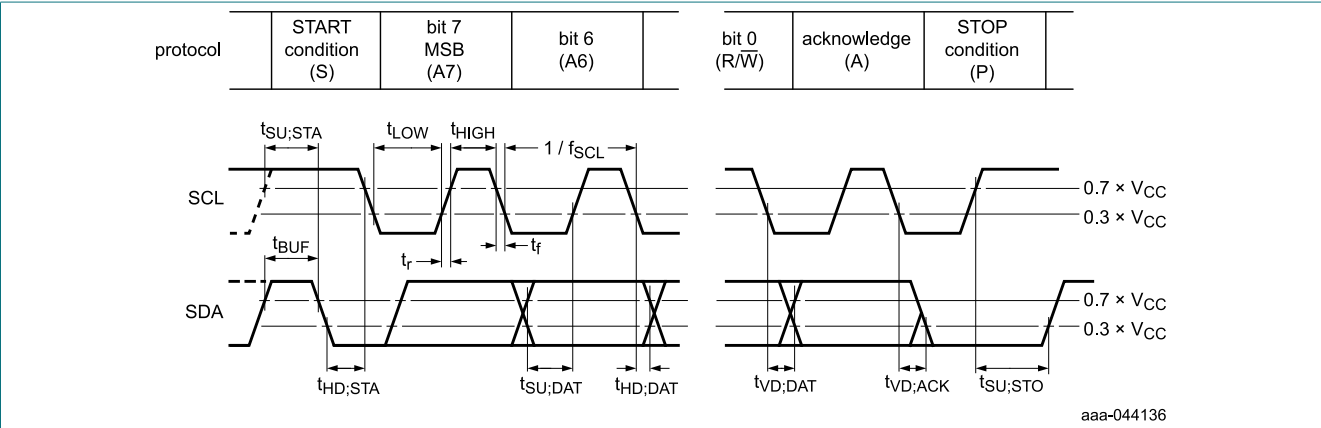 protocol
START
condition
(S)
bit 7
MSB
(A7)
bit 6
(A6)
bit 0
(R/W̅)
acknowledge
(A)
STOP
condition
(P)
tSU;STA
tLOW
tHIGH
1 / fSCL
SCL
0.7 × VCC
0.3 × VCC
tBUF
tr
tf
SDA
0.7 × VCC
0.3 × VCC
tHD;STA
tSU;DAT
tHD;DAT
tVD;DAT
tVD;ACK
tSU;STO
aaa-044136